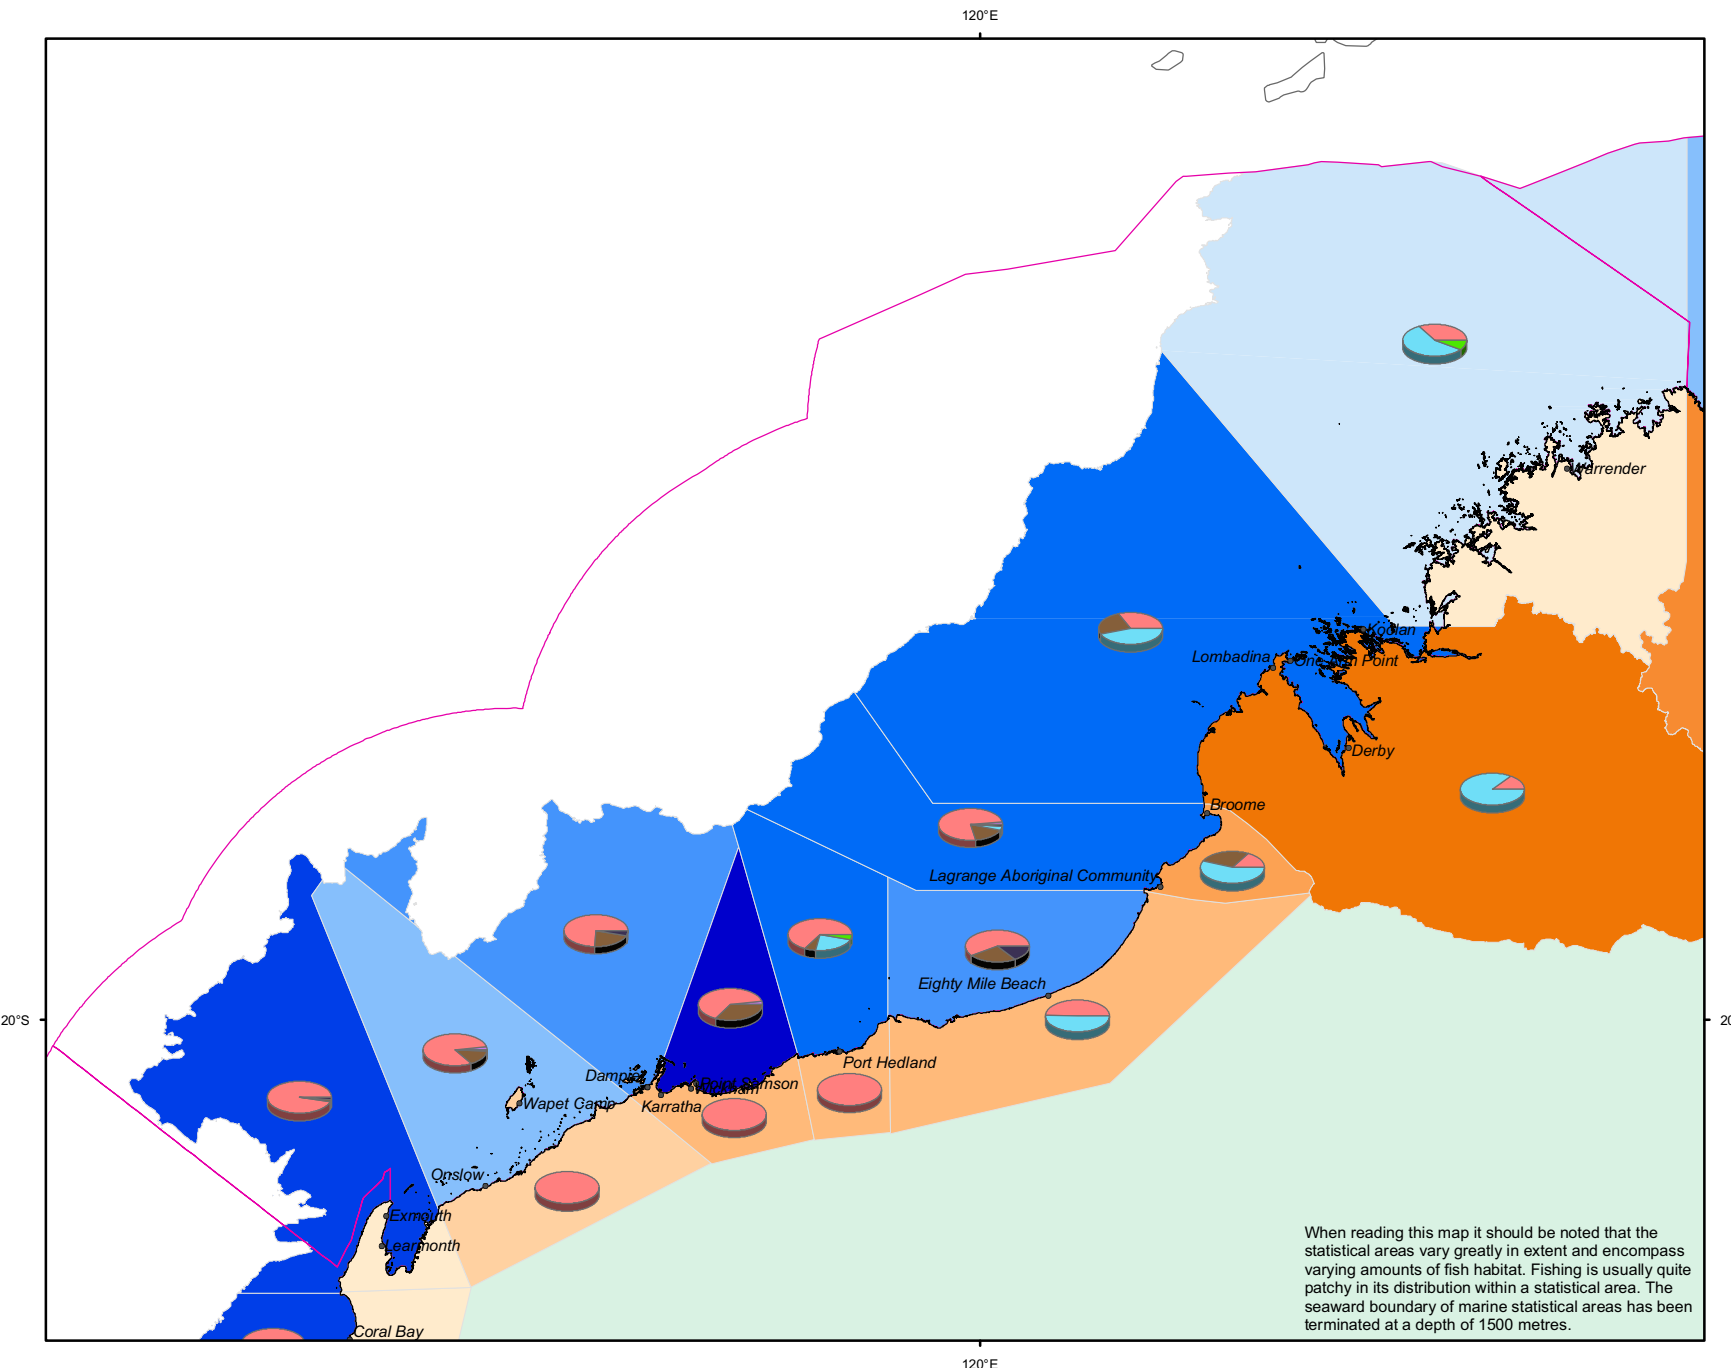 120°E
Warrender
Koolan
Lombadina
One Arm Point
Derby
Broome
Lagrange Aboriginal Community
Eighty Mile Beach
20°S
20
Port Hedland
Dampier
Point Samson
Wapet Camp
Karratha
Onslow
Exmouth
Learmonth
Coral Bay
When reading this map it should be noted that the
statistical areas vary greatly in extent and encompass
varying amounts of fish habitat. Fishing is usually quite
patchy in its distribution within a statistical area. The
seaward boundary of marine statistical areas has been
terminated at a depth of 1500 metres.
120°E